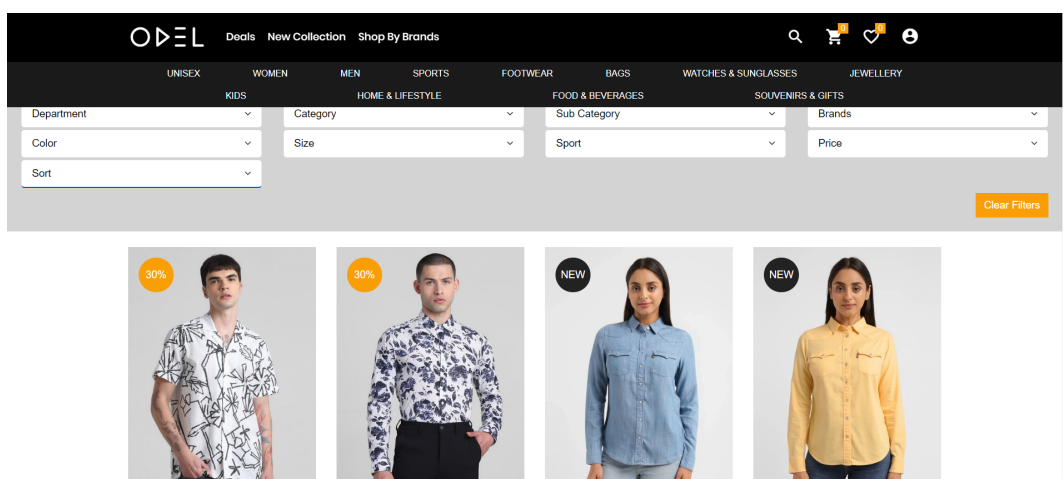 ODEL Deals New Collection Shop By Brands 0 0
UNISEX WOMEN MEN SPORTS FOOTWEAR BAGS WATCHES & SUNGLASSES JEWELLERY
KIDS HOME & LIFESTYLE FOOD & BEVERAGES SOUVENIRS & GIFTS
Department Category Sub Category Brands
Color Size Sport Price
Sort
Clear Filters
30% 30% NEW NEW